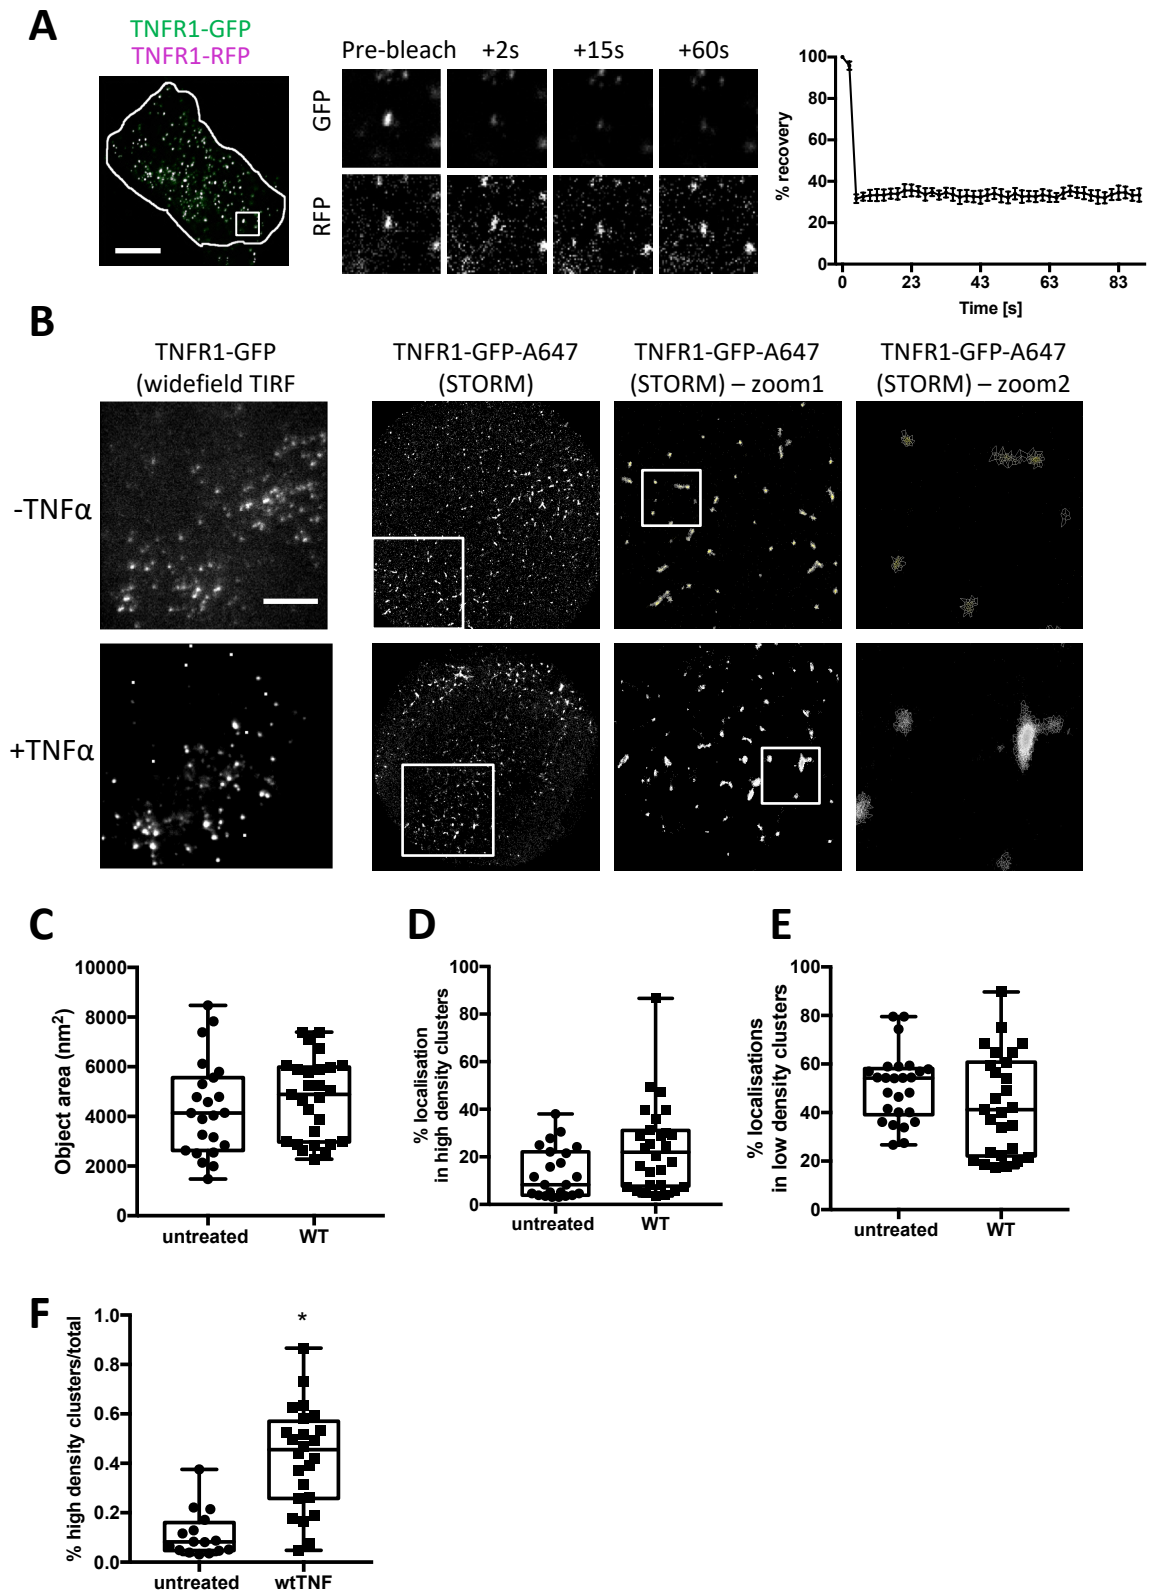 A
TNFR1-GFP
TNFR1-RFP
Pre-bleach +2s +15s +60s
GFP
RFP
% recovery
100
80
60
40
20
0
0 23 43 63 83
Time [s]
B
TNFR1-GFP
(widefield TIRF
TNFR1-GFP-A647
(STORM)
TNFR1-GFP-A647
(STORM) – zoom1
TNFR1-GFP-A647
(STORM) – zoom2
-TNFα
+TNFα
C
Object area (nm²)
10000
8000
6000
4000
2000
0
untreated WT
D
% localisation
in high density clusters
100
80
60
40
20
0
untreated WT
E
% localisations
in low density clusters
100
80
60
40
20
0
untreated WT
F
% high density clusters/total
1.0
0.8
0.6
0.4
0.2
0.0
*
untreated wtTNF